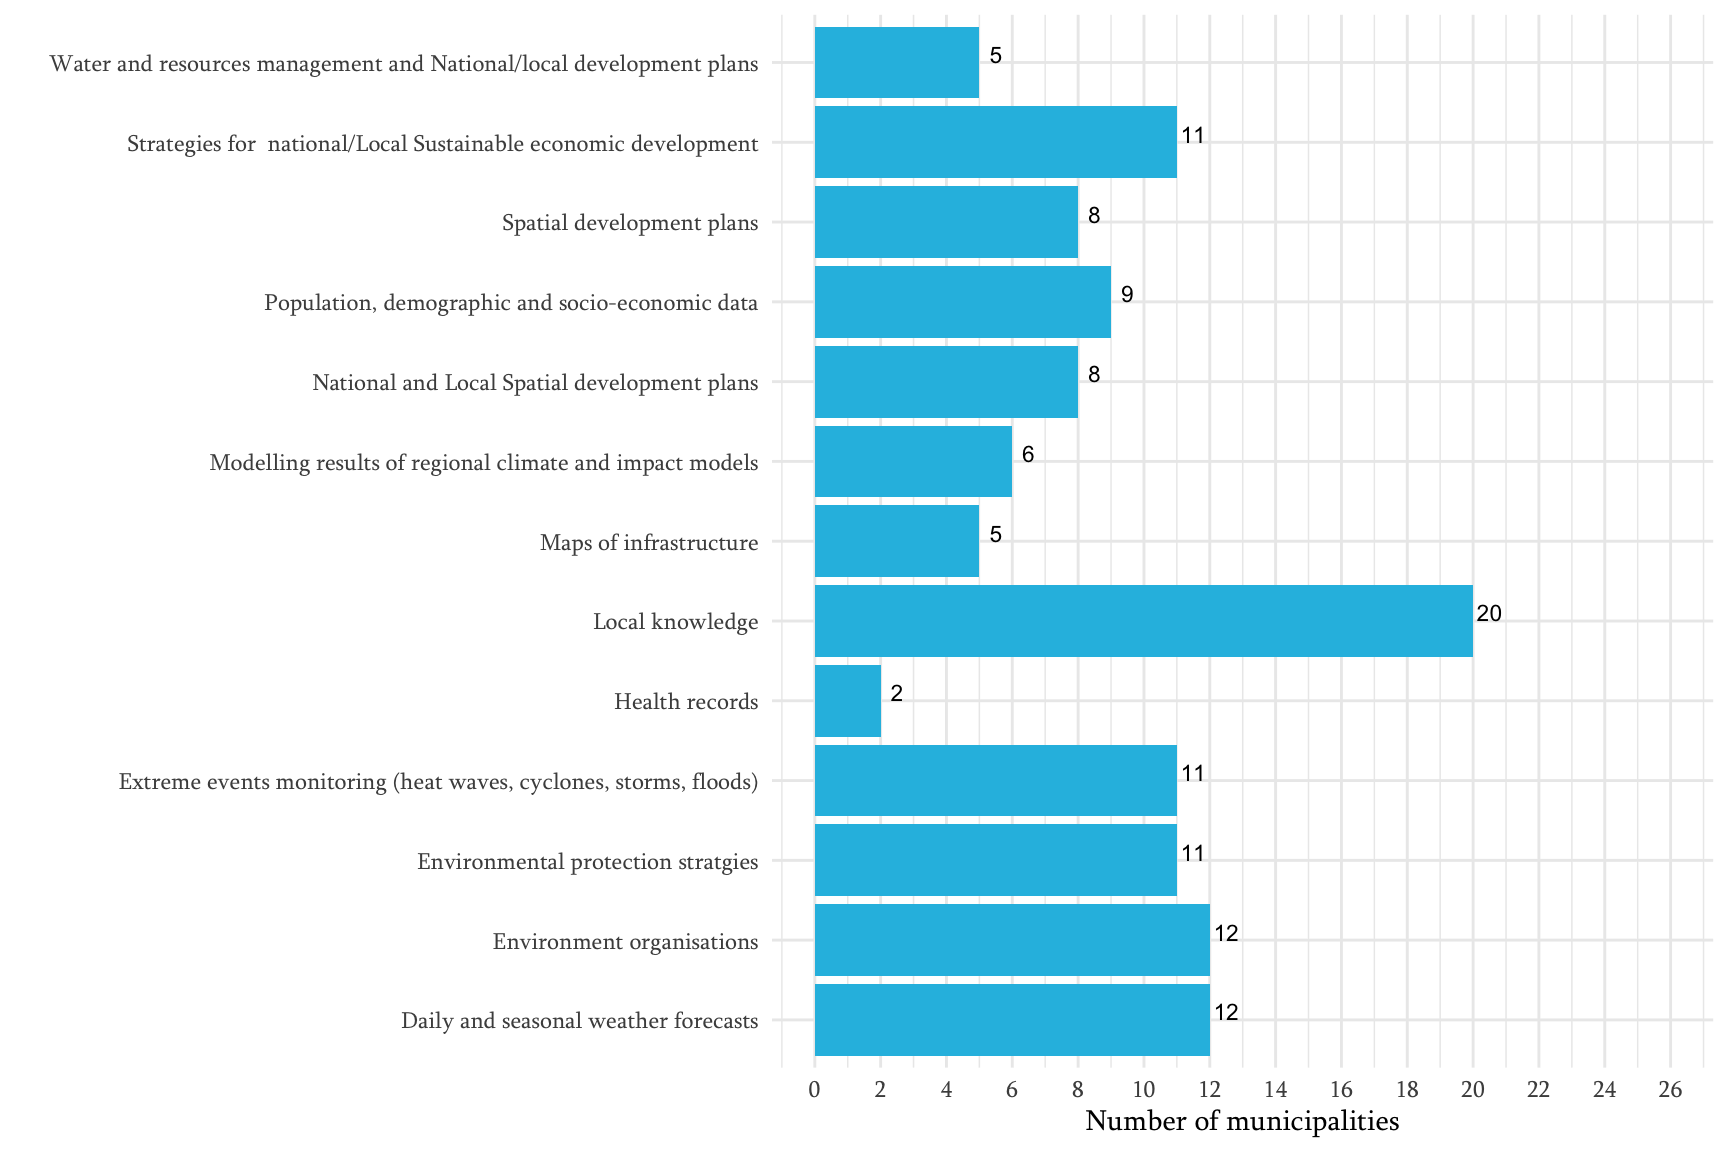 Water and resources management and National/local development plans 5
Strategies for  national/Local Sustainable economic development 11
Spatial development plans 8
Population, demographic and socio-economic data 9
National and Local Spatial development plans 8
Modelling results of regional climate and impact models 6
Maps of infrastructure 5
Local knowledge 20
Health records 2
Extreme events monitoring (heat waves, cyclones, storms, floods) 11
Environmental protection stratgies 11
Environment organisations 12
Daily and seasonal weather forecasts 12
0 2 4 6 8 10 12 14 16 18 20 22 24 26
Number of municipalities